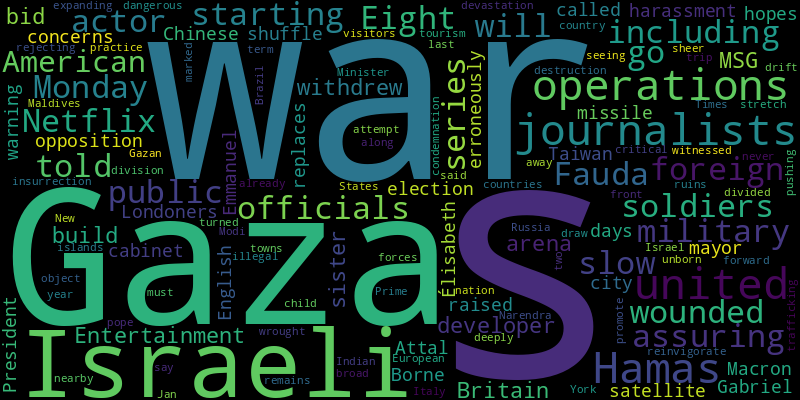 bid
expanding
dangerous
actor
starting
Eight
devastation
called
harassment
hopes
concerns
Chinese
shuffle
visitors
tourism
will
country
including
rejecting
practice
term
last
seeing
sheer
trip
drift
American
war
go
MSG
marked
Minister
Monday
Brazil
withdrew
series
erroneously
operations
destruction
warning
Maldives
missile
times
stretch
Netflix
replaces
condemnation
journalists
opposition
attempt
along
Gazan
Emmanuel
Taiwan
critical
witnessed
never
told
division
said
away
Fauda
foreign
pushing
insurrection
already
States
election
countries
ruins
public
front
divided
Gaza
S
soldiers
New
Londoners
officials
Elisabeth
turned
Modi
Russia
draw
days
military
build
islands
cabinet
English
towns
illegal
sister
forces
arena
two
Israel
mayor
slow
unborn
forward
object
year
must
child
Prime
nation
raised
city
united
trafficking
President
pope
Narendra
developer
promote
wounded
Israeli
Entertainment
wrought
deeply
assuring
nearby
say
Jan
remains
Indian
broad
Attal
European
Borne
Italy
Britain
York
Hamas
satellite
reinvigorate
Macron
Gabriel